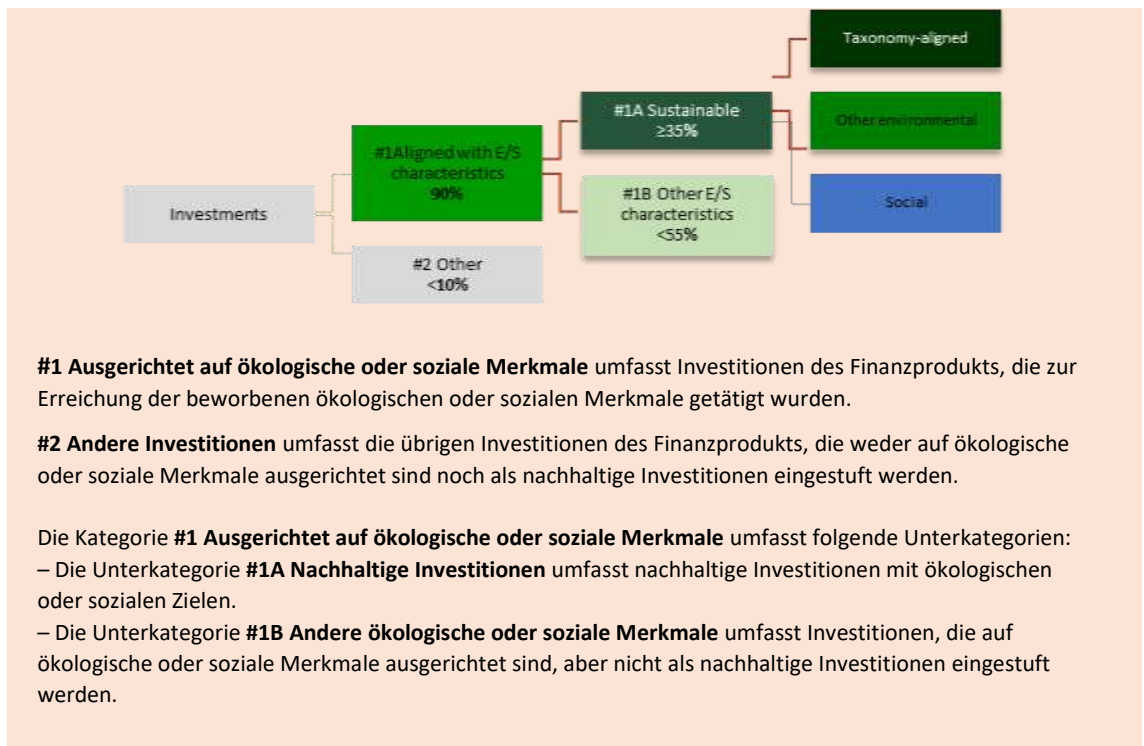 Taxonomy-aligned
#1A Sustainable
≥35%
Other environmental
#1Aligned with E/S
characteristics
90%
#1B Other E/S
characteristics
<55%
Social
Investments
#2 Other
<10%
#1 Ausgerichtet auf ökologische oder soziale Merkmale umfasst Investitionen des Finanzprodukts, die zur
Erreichung der beworbenen ökologischen oder sozialen Merkmale getätigt wurden.
#2 Andere Investitionen umfasst die übrigen Investitionen des Finanzprodukts, die weder auf ökologische
oder soziale Merkmale ausgerichtet sind noch als nachhaltige Investitionen eingestuft werden.
Die Kategorie #1 Ausgerichtet auf ökologische oder soziale Merkmale umfasst folgende Unterkategorien:
– Die Unterkategorie #1A Nachhaltige Investitionen umfasst nachhaltige Investitionen mit ökologischen
oder sozialen Zielen.
– Die Unterkategorie #1B Andere ökologische oder soziale Merkmale umfasst Investitionen, die auf
ökologische oder soziale Merkmale ausgerichtet sind, aber nicht als nachhaltige Investitionen eingestuft
werden.